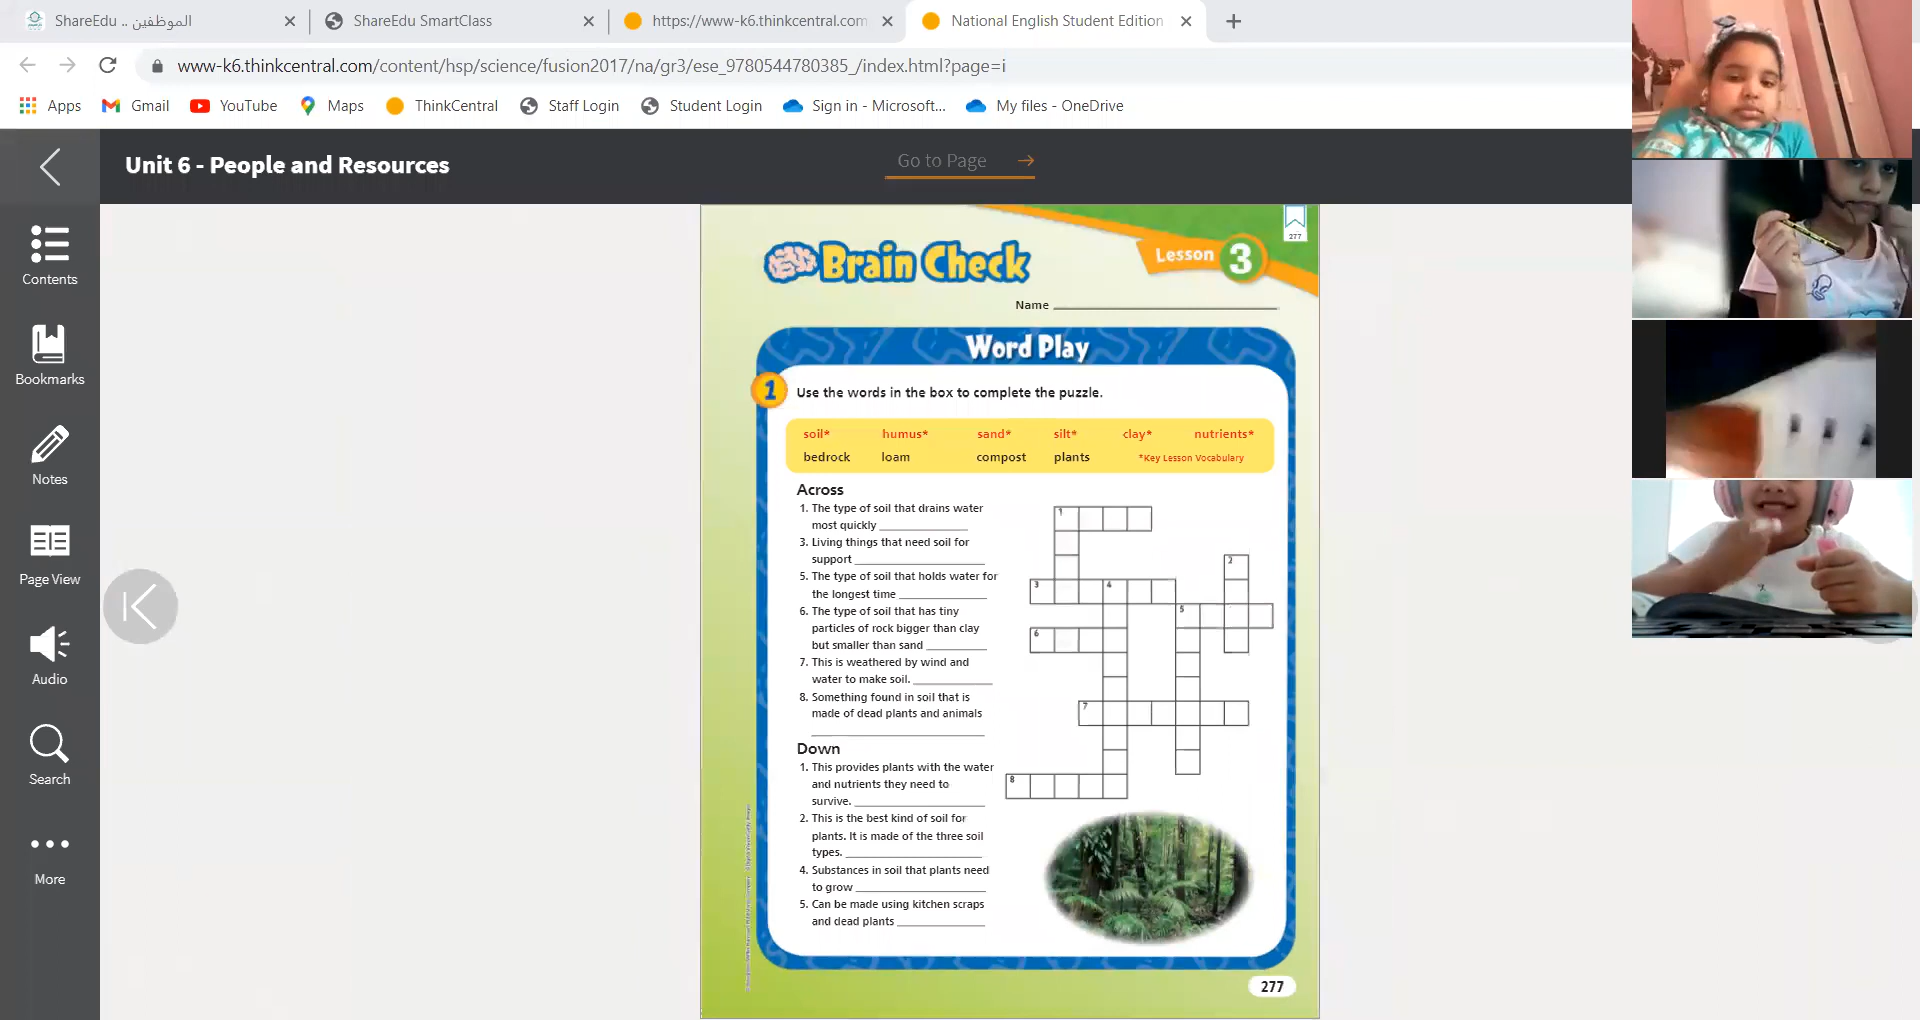 ShareEdu .. الموظفين
ShareEdu SmartClass
https://www-k6.thinkcentral.com
National English Student Edition
www-k6.thinkcentral.com/content/hsp/science/fusion2017/na/gr3/ese_9780544780385_/index.html?page=i
Apps Gmail YouTube Maps ThinkCentral Staff Login Student Login Sign in - Microsoft... My files - OneDrive
Unit 6 - People and Resources
Go to Page
Contents
Bookmarks
Notes
Page View
Audio
Search
More
277
Brain Check
Lesson 3
Name
Word Play
1 Use the words in the box to complete the puzzle.
soil* humus* sand* silt* clay* nutrients*
bedrock loam compost plants *Key Lesson Vocabulary
Across
1. The type of soil that drains water
most quickly
3. Living things that need soil for
support
5. The type of soil that holds water for
the longest time
6. The type of soil that has tiny
particles of rock bigger than clay
but smaller than sand
7. This is weathered by wind and
water to make soil.
8. Something found in soil that is
made of dead plants and animals
Down
1. This provides plants with the water
and nutrients they need to
survive.
2. This is the best kind of soil for
plants. It is made of the three soil
types.
4. Substances in soil that plants need
to grow
5. Can be made using kitchen scraps
and dead plants
1
2
3 4
5
6
7
8
277